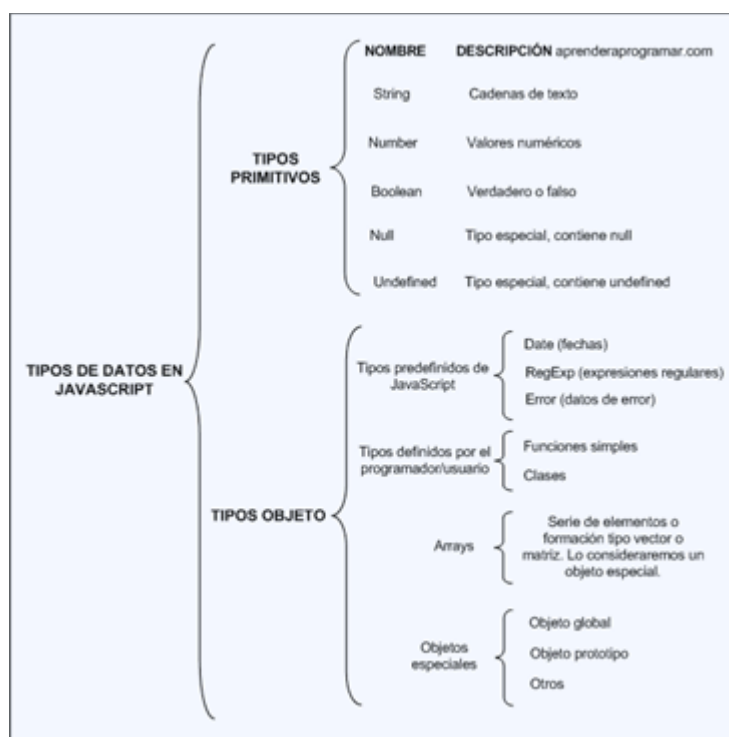 NOMBRE DESCRIPCIÓN aprenderaprogramar.com
String Cadenas de texto
Number Valores numéricos
TIPOS
PRIMITIVOS
Boolean Verdadero o falso
Null Tipo especial, contiene null
Undefined Tipo especial, contiene undefined
TIPOS DE DATOS EN
JAVASCRIPT
TIPOS OBJETO
Tipos predefinidos de
JavaScript
Date (fechas)
RegExp (expresiones regulares)
Error (datos de error)
Tipos definidos por el
programador/usuario
Funciones simples
Clases
Arrays
Serie de elementos o
formación tipo vector o
matriz. Lo consideraremos un
objeto especial.
Objetos
especiales
Objeto global
Objeto prototipo
Otros